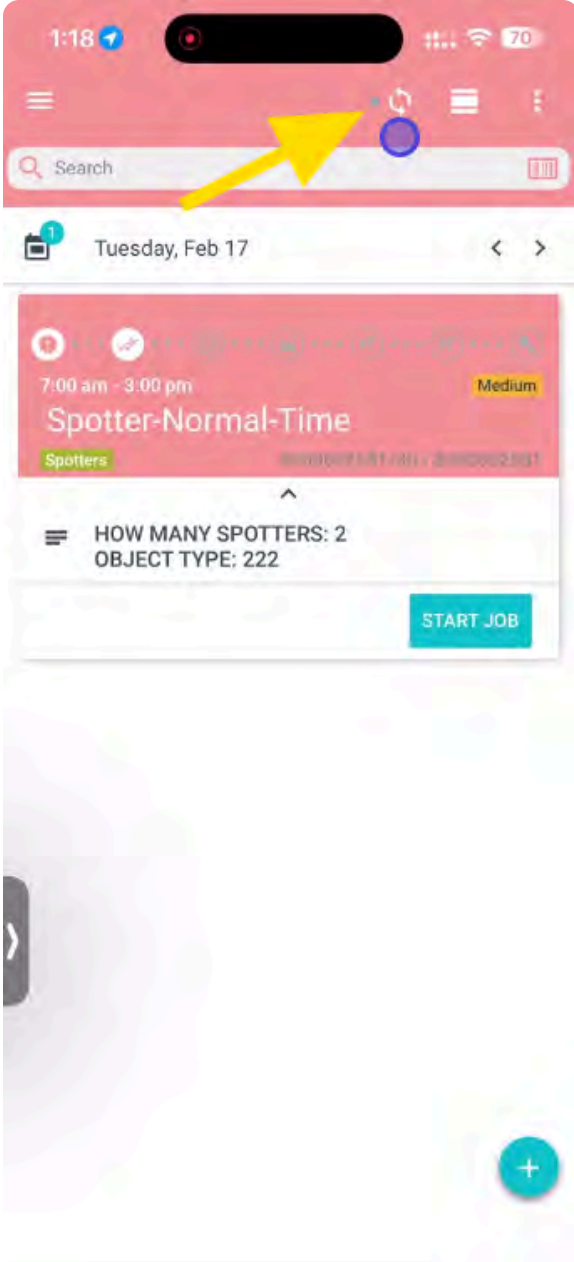 1:18
70
Search
1
Tuesday, Feb 17
7:00 am - 3:00 pm
Medium
Spotter-Normal-Time
Spotters
HOW MANY SPOTTERS: 2
OBJECT TYPE: 222
START JOB